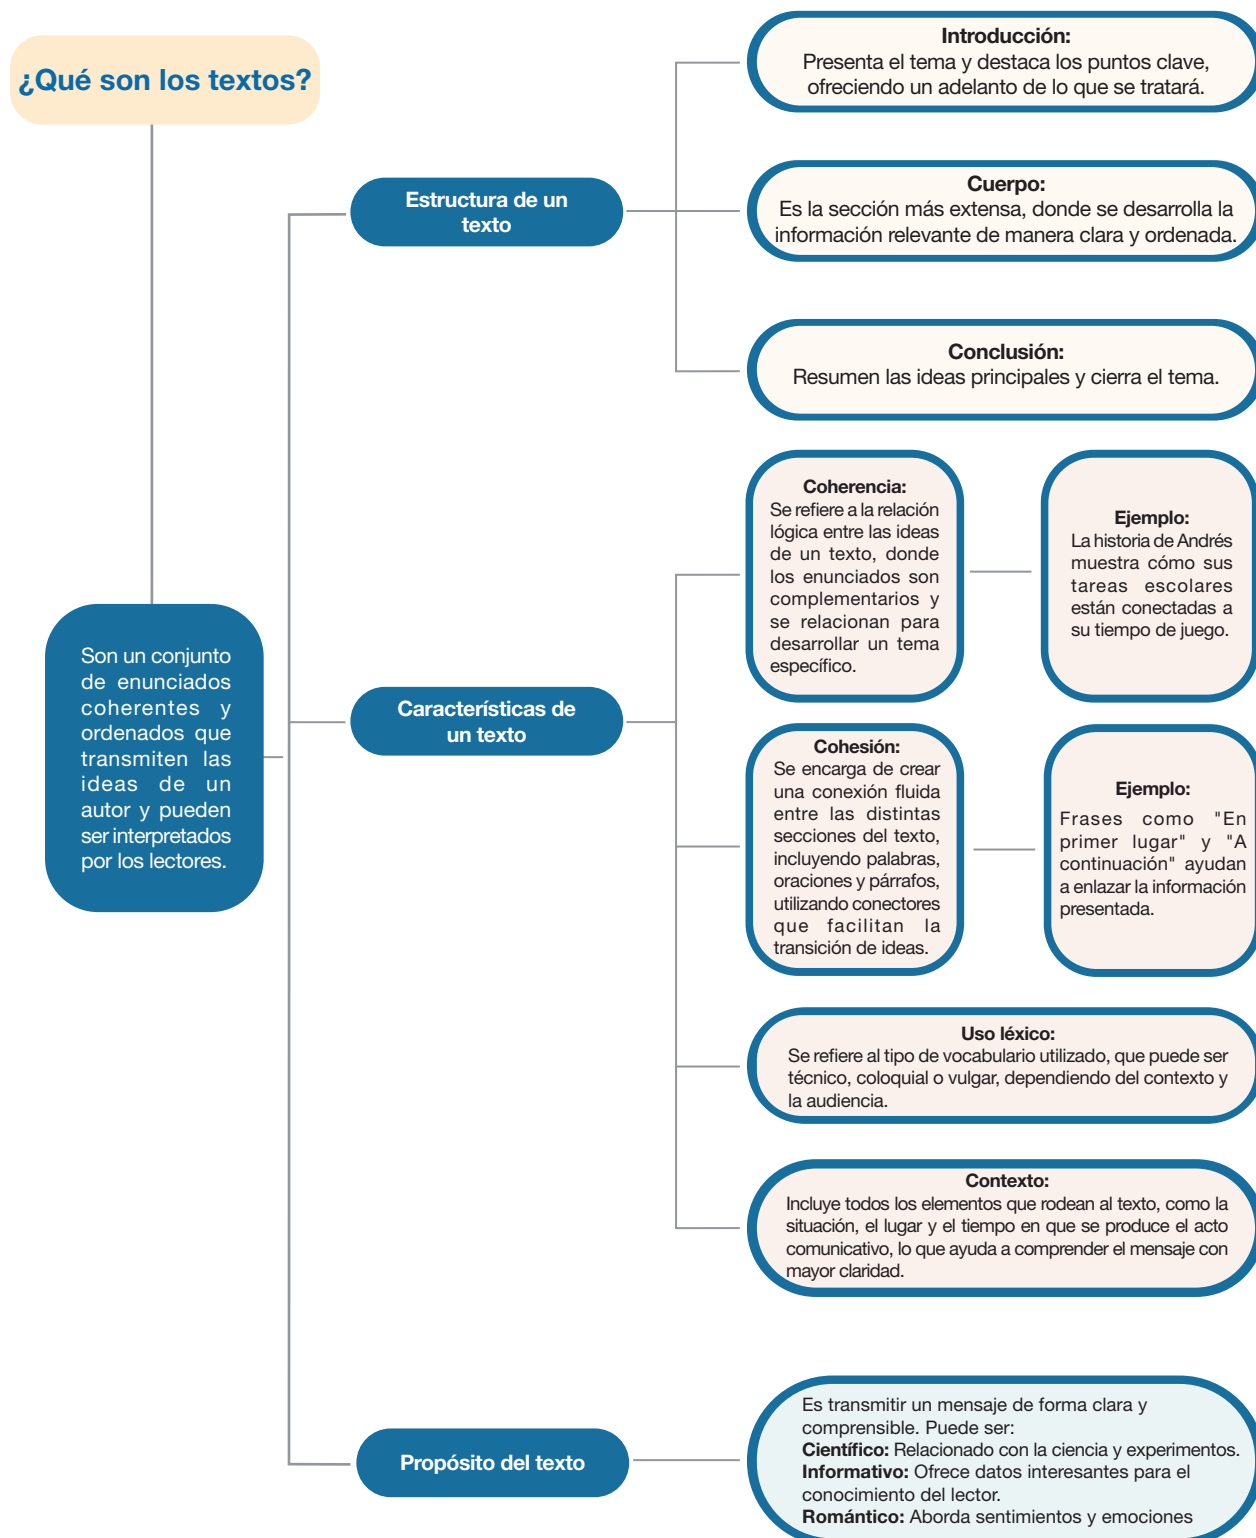 ¿Qué son los textos?
Son un conjunto
de enunciados
coherentes y
ordenados que
transmiten las
ideas de un
autor y pueden
ser interpretados
por los lectores.
Estructura de un
texto
Introducción:
Presenta el tema y destaca los puntos clave,
ofreciendo un adelanto de lo que se tratará.
Cuerpo:
Es la sección más extensa, donde se desarrolla la
información relevante de manera clara y ordenada.
Conclusión:
Resumen las ideas principales y cierra el tema.
Características de
un texto
Coherencia:
Se refiere a la relación
lógica entre las ideas
de un texto, donde
los enunciados son
complementarios y
se relacionan para
desarrollar un tema
específico.
Ejemplo:
La historia de Andrés
muestra cómo sus
tareas escolares
están conectadas a
su tiempo de juego.
Cohesión:
Se encarga de crear
una conexión fluida
entre las distintas
secciones del texto,
incluyendo palabras,
oraciones y párrafos,
utilizando conectores
que facilitan la
transición de ideas.
Ejemplo:
Frases como "En
primer lugar" y "A
continuación" ayudan
a enlazar la información
presentada.
Uso léxico:
Se refiere al tipo de vocabulario utilizado, que puede ser
técnico, coloquial o vulgar, dependiendo del contexto y
la audiencia.
Contexto:
Incluye todos los elementos que rodean al texto, como la
situación, el lugar y el tiempo en que se produce el acto
comunicativo, lo que ayuda a comprender el mensaje con
mayor claridad.
Propósito del texto
Es transmitir un mensaje de forma clara y
comprensible. Puede ser:
Científico: Relacionado con la ciencia y experimentos.
Informativo: Ofrece datos interesantes para el
conocimiento del lector.
Romántico: Aborda sentimientos y emociones